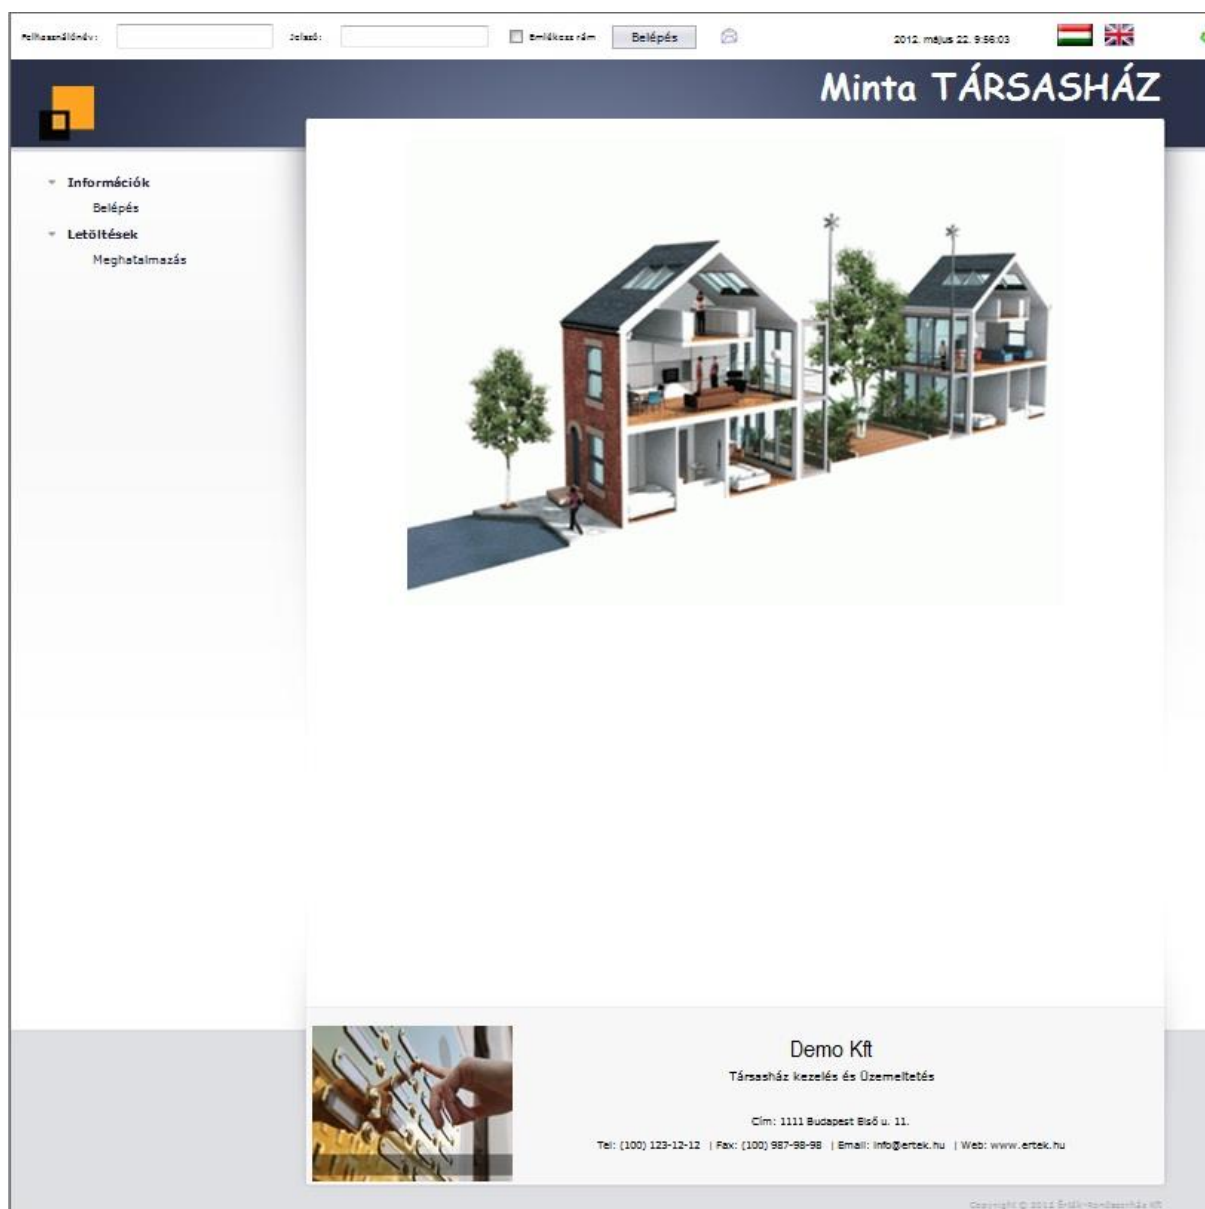 Felhasználónév: Jelszó: Emlékezz rám Belépés 2012. május 22. 9:56:03
Minta TÁRSASHÁZ
Információk
Belépés
Letöltések
Meghatalmazás
Demo Kft
Társasház kezelés és Üzemeltetés
Cím: 1111 Budapest Első u. 11.
Tel: (100) 123-12-12 | Fax: (100) 987-98-98 | Email: info@ertek.hu | Web: www.ertek.hu
Copyright © 2012